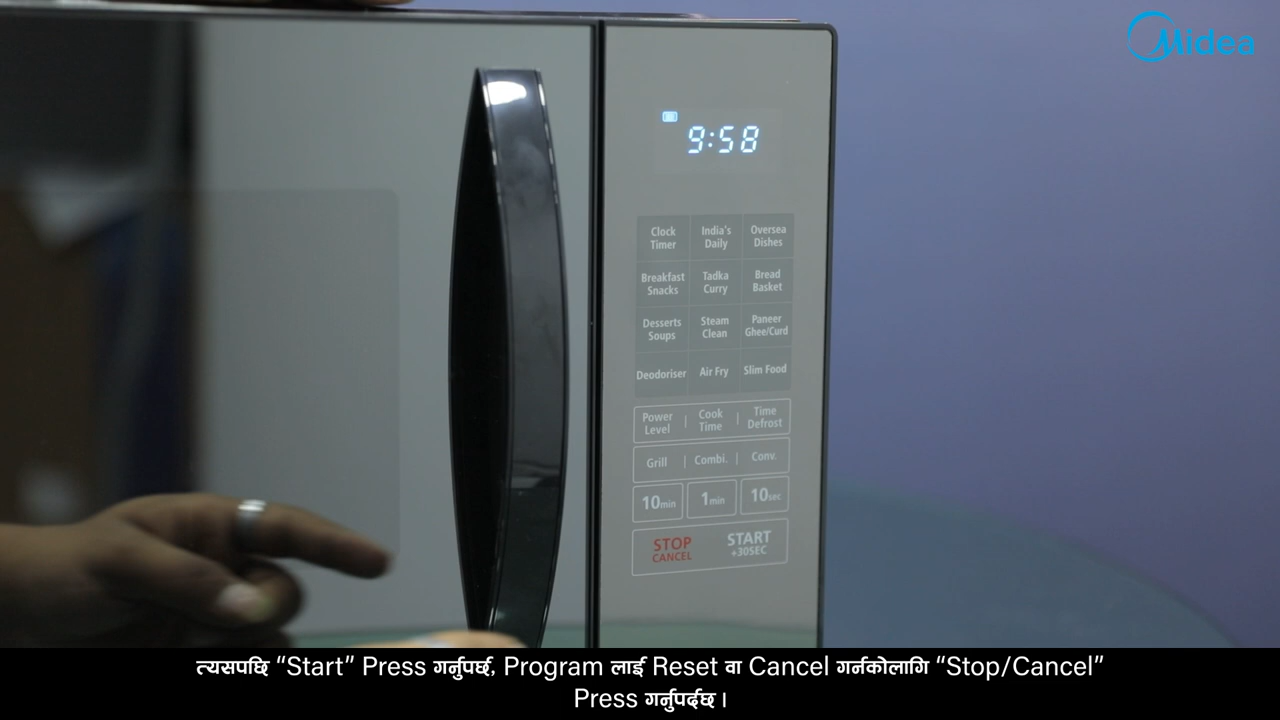 Midea
9:58
Clock Timer
India's Daily
Oversea Dishes
Breakfast Snacks
Tadka Curry
Bread Basket
Desserts Soups
Steam Clean
Paneer Ghee/Curd
Deodoriser
Air Fry
Slim Food
Power Level | Cook Time | Time Defrost
Grill | Combi. | Conv.
10min 1min 10sec
STOP CANCEL
START +30SEC
त्यसपछि “Start” Press गर्नुपर्छ, Program लाई Reset वा Cancel गर्नकोलागि “Stop/Cancel”
Press गर्नुपर्दछ ।